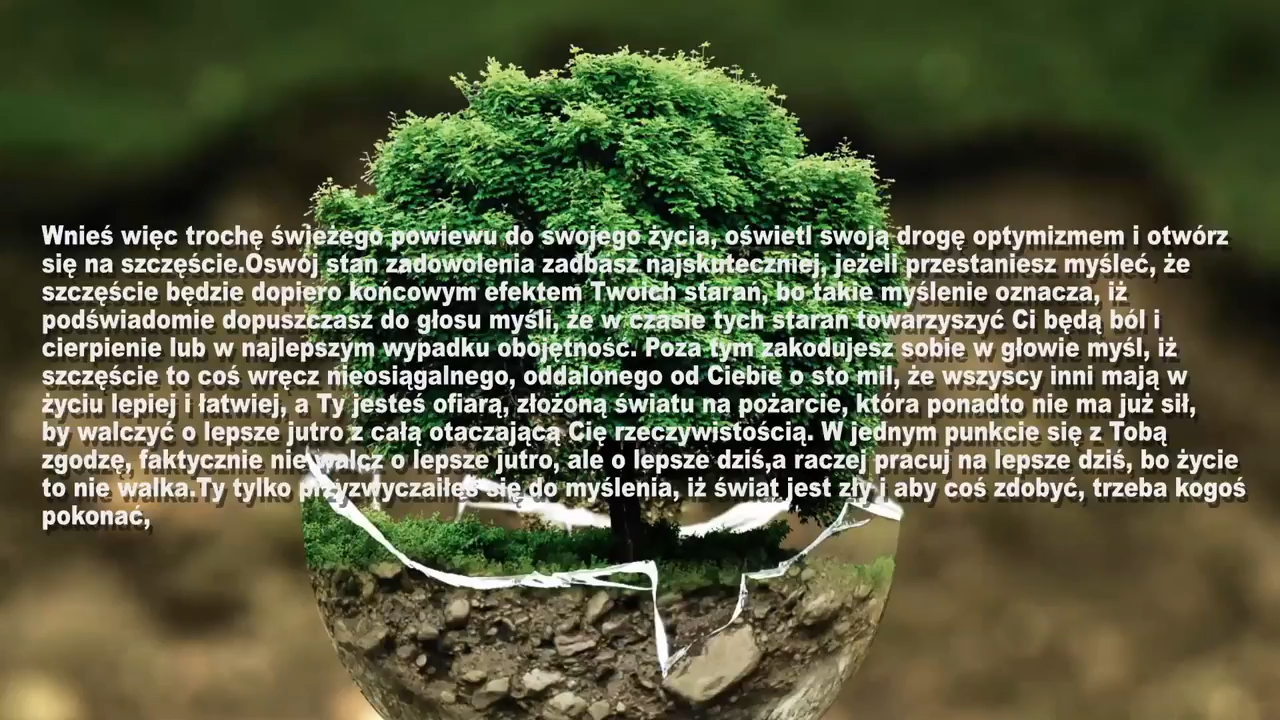 Wnieś więc trochę świeżego powiewu do swojego życia, oświetl swoją drogę optymizmem i otwórz
się na szczęście.Oswój stan zadowolenia zadbasz najskuteczniej, jeżeli przestaniesz myśleć, że
szczęście będzie dopiero końcowym efektem Twoich starań, bo takie myślenie oznacza, iż
podświadomie dopuszczasz do głosu myśli, że w czasie tych starań towarzyszyć Ci będą ból i
cierpienie lub w najlepszym wypadku obojętność. Poza tym zakodujesz sobie w głowie myśl, iż
szczęście to coś wręcz nieosiągalnego, oddalonego od Ciebie o sto mil, że wszyscy inni mają w
życiu lepiej i łatwiej, a Ty jesteś ofiarą, złożoną światu na pożarcie, która ponadto nie ma już sił,
by walczyć o lepsze jutro z całą otaczającą Cię rzeczywistością. W jednym punkcie się z Tobą
zgodzę, faktycznie nie walcz o lepsze jutro, ale o lepsze dziś,a raczej pracuj na lepsze dziś, bo życie
to nie walka.Ty tylko przyzwyczaiłeś się do myślenia, iż świat jest zły i aby coś zdobyć, trzeba kogoś
pokonać,